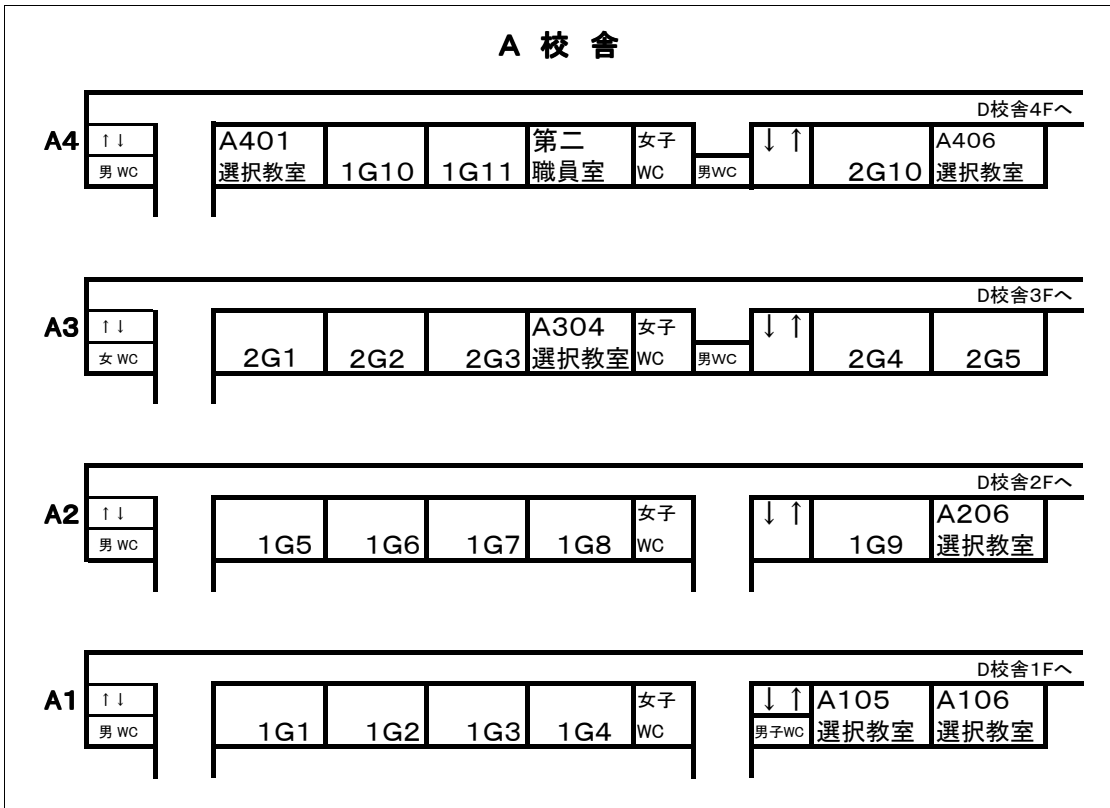 A 校 舎
D校舎4Fへ
A4 ↑↓ A401 第二 女子 ↓ ↑ A406
男 WC 選択教室 1G10 1G11 職員室 WC 男WC 2G10 選択教室
D校舎3Fへ
A3 ↑↓ A304 女子 ↓ ↑
女 WC 2G1 2G2 2G3 選択教室 WC 男WC 2G4 2G5
D校舎2Fへ
A2 ↑↓ 女子 ↓ ↑ A206
男 WC 1G5 1G6 1G7 1G8 WC 1G9 選択教室
D校舎1Fへ
A1 ↑↓ 女子 ↓ ↑ A105 A106
男 WC 1G1 1G2 1G3 1G4 WC 男子WC 選択教室 選択教室